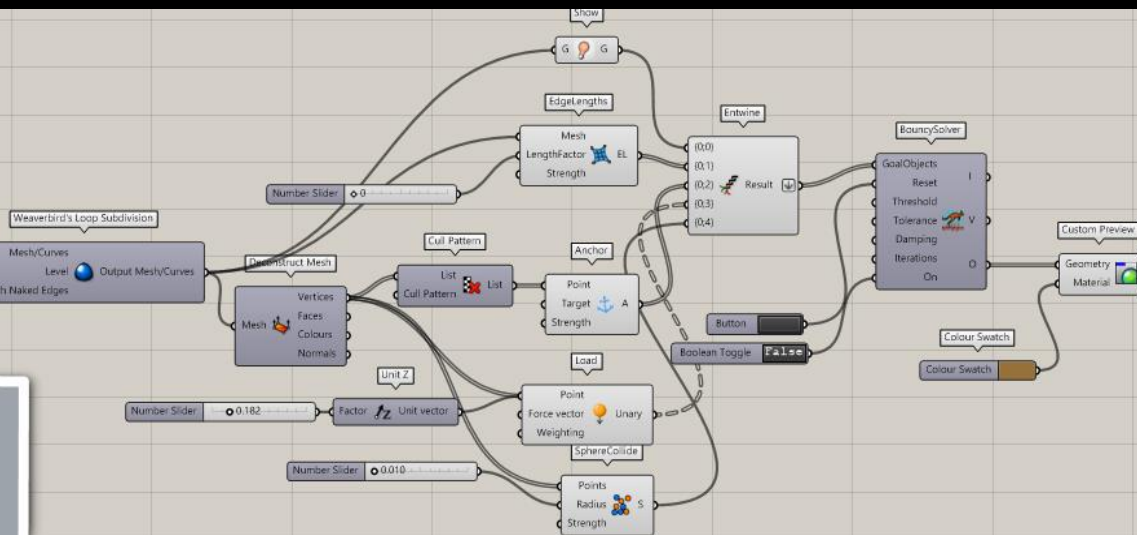 Show
G G
EdgeLengths
Mesh
LengthFactor EL
Strength
Number Slider 0
Entwine
{0;0}
{0;1}
{0;2} Result
{0;3}
{0;4}
BouncySolver
GoalObjects
Reset I
Threshold
Tolerance V
Damping
Iterations O
On
Custom Preview
Geometry
Material
Weaverbird's Loop Subdivision
Mesh/Curves
Level Output Mesh/Curves
Naked Edges
Deconstruct Mesh
Vertices
Mesh Faces
Colours
Normals
Cull Pattern
List List
Cull Pattern
Anchor
Point
Target A
Strength
Button
Boolean Toggle False
Colour Swatch
Colour Swatch
Unit Z
Number Slider 0.182
Factor Unit vector
Load
Point
Force vector Unary
Weighting
Number Slider 0.010
SphereCollide
Points
Radius S
Strength